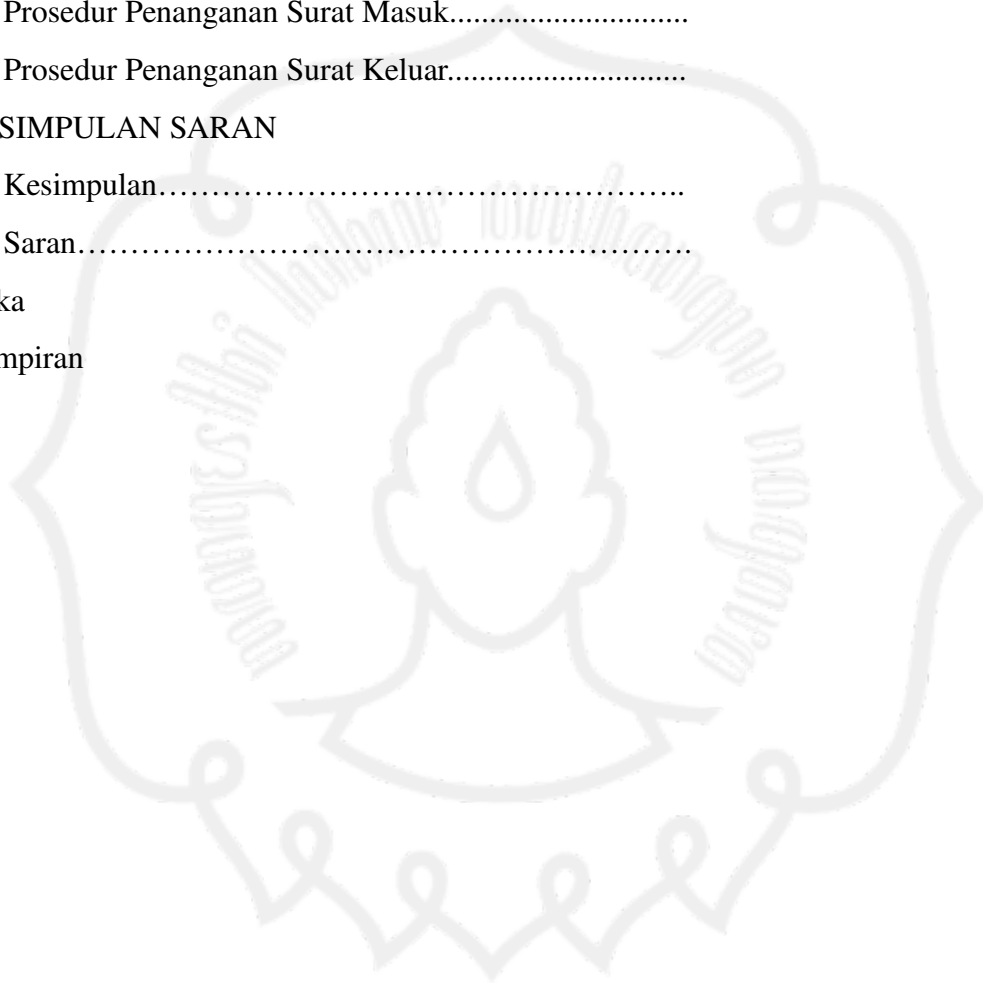 Prosedur Penanganan Surat Masuk..............................
Prosedur Penanganan Surat Keluar..............................
SIMPULAN SARAN
Kesimpulan…………………………………………..
Saran………………………………………………….
ka
mpiran